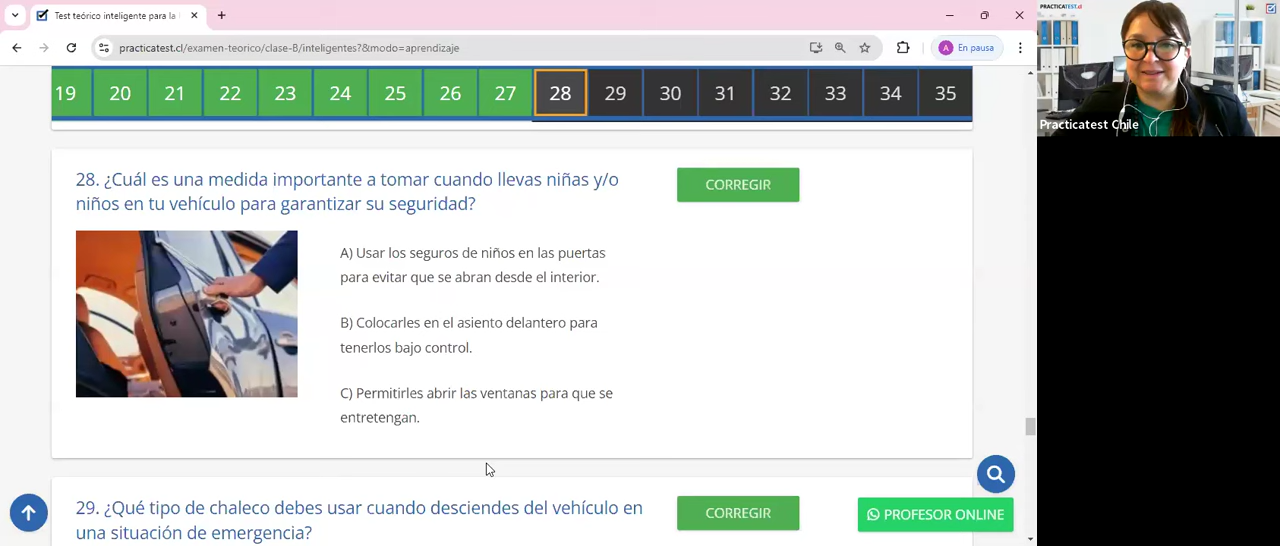 Test teórico inteligente para la
practicatest.cl/examen-teorico/clase-B/inteligentes?&modo=aprendizaje
En pausa
PRACTICATEST.cl
Practicatest Chile
19 20 21 22 23 24 25 26 27 28 29 30 31 32 33 34 35
28. ¿Cuál es una medida importante a tomar cuando llevas niñas y/o
niños en tu vehículo para garantizar su seguridad?
CORREGIR
A) Usar los seguros de niños en las puertas
para evitar que se abran desde el interior.
B) Colocarles en el asiento delantero para
tenerlos bajo control.
C) Permitirles abrir las ventanas para que se
entretengan.
29. ¿Qué tipo de chaleco debes usar cuando desciendes del vehículo en
una situación de emergencia?
CORREGIR
PROFESOR ONLINE